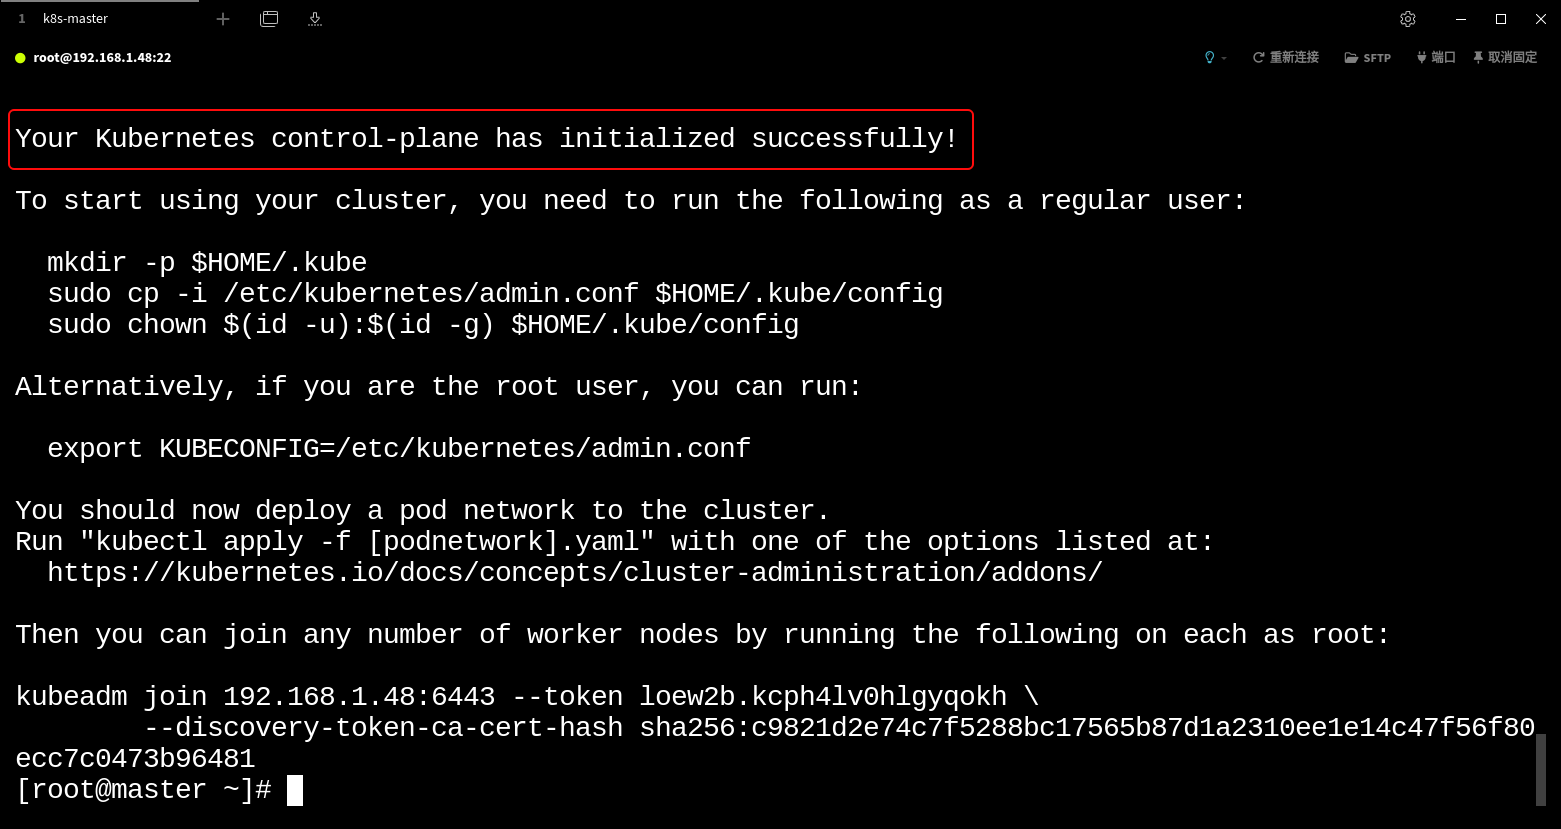 1 k8s-master
root@192.168.1.48:22 重新连接 SFTP 端口 取消固定
Your Kubernetes control-plane has initialized successfully!
To start using your cluster, you need to run the following as a regular user:
mkdir -p $HOME/.kube
sudo cp -i /etc/kubernetes/admin.conf $HOME/.kube/config
sudo chown $(id -u):$(id -g) $HOME/.kube/config
Alternatively, if you are the root user, you can run:
export KUBECONFIG=/etc/kubernetes/admin.conf
You should now deploy a pod network to the cluster.
Run "kubectl apply -f [podnetwork].yaml" with one of the options listed at:
https://kubernetes.io/docs/concepts/cluster-administration/addons/
Then you can join any number of worker nodes by running the following on each as root:
kubeadm join 192.168.1.48:6443 --token loew2b.kcph4lv0hlgyqokh \
--discovery-token-ca-cert-hash sha256:c9821d2e74c7f5288bc17565b87d1a2310ee1e14c47f56f80
ecc7c0473b96481
[root@master ~]#